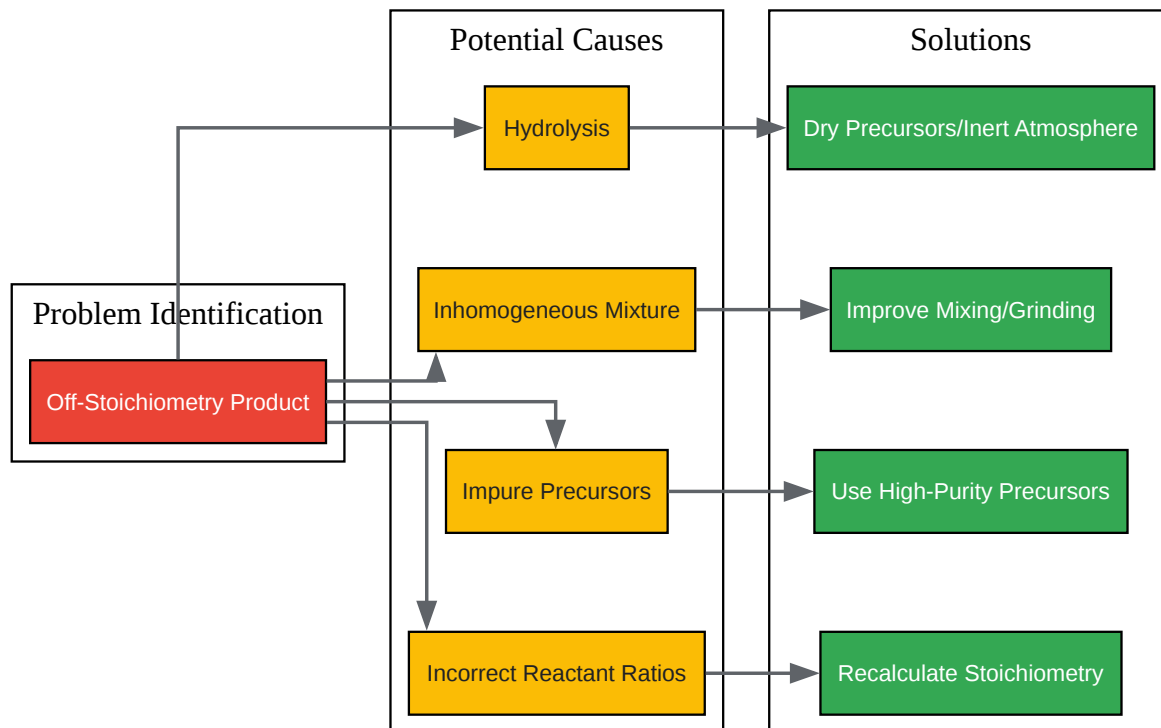 Potential Causes
Solutions
Hydrolysis
Dry Precursors/Inert Atmosphere
Inhomogeneous Mixture
Improve Mixing/Grinding
Problem Identification
Off-Stoichiometry Product
Impure Precursors
Use High-Purity Precursors
Incorrect Reactant Ratios
Recalculate Stoichiometry